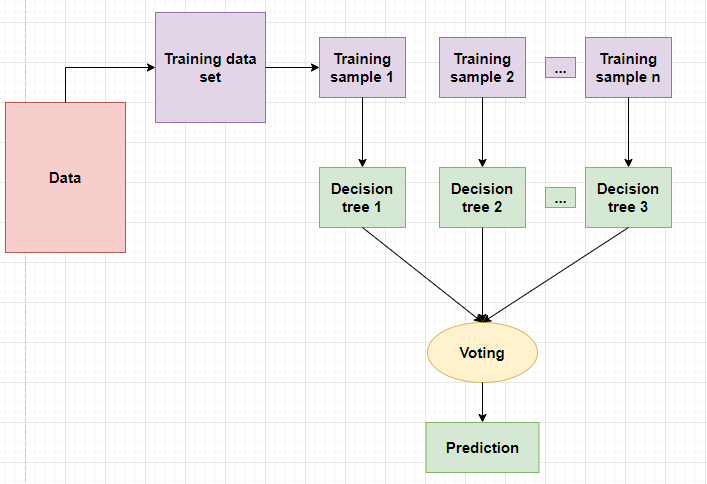 Training data
set
Training
sample 1
Training
sample 2
...
Training
sample n
Data
Decision
tree 1
Decision
tree 2
...
Decision
tree 3
Voting
Prediction